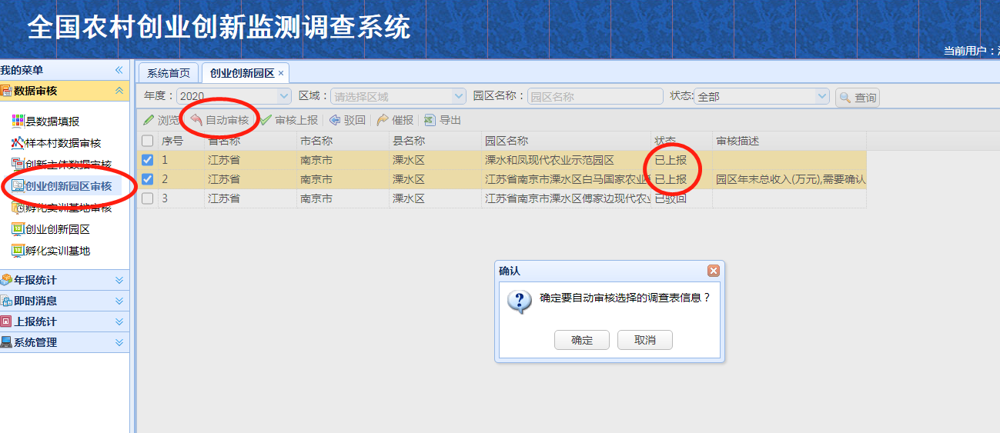 全国农村创业创新监测调查系统
当前用户：
我的菜单
数据审核
县数据填报
样本村数据审核
创新主体数据审核
创业创新园区审核
孵化实训基地审核
创业创新园区
孵化实训基地
年报统计
即时消息
上报统计
系统管理
系统首页 创业创新园区 ×
年度： 2020 区域： 请选择区域 园区名称： 园区名称 状态: 全部 查询
浏览 自动审核 审核上报 驳回 催报 导出
序号 省名称 市名称 县名称 园区名称 状态 审核描述
1 江苏省 南京市 溧水区 溧水和凤现代农业示范园区 已上报
2 江苏省 南京市 溧水区 江苏省南京市溧水区白马国家农业 已上报 园区年末总收入(万元),需要确认
3 江苏省 南京市 溧水区 江苏省南京市溧水区傅家边现代农业 已驳回
确认
确定要自动审核选择的调查表信息？
确定 取消